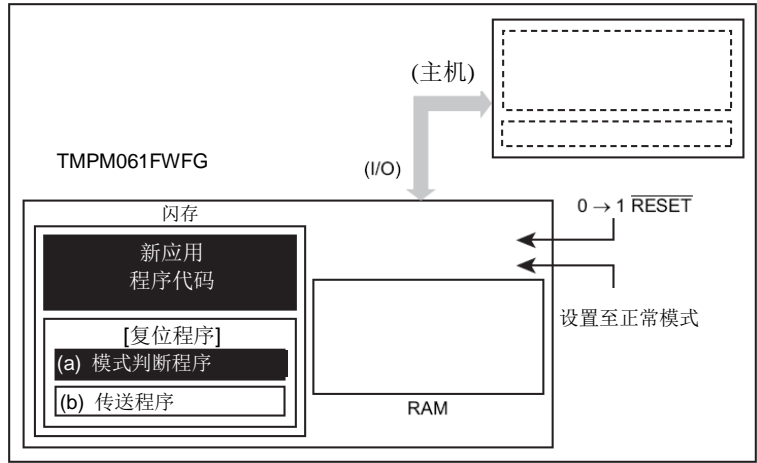 (主机)
TMPM061FWFG
(I/O)
闪存
0 → 1 RESET
新应用
程序代码
设置至正常模式
[复位程序]
(a) 模式判断程序
(b) 传送程序
RAM